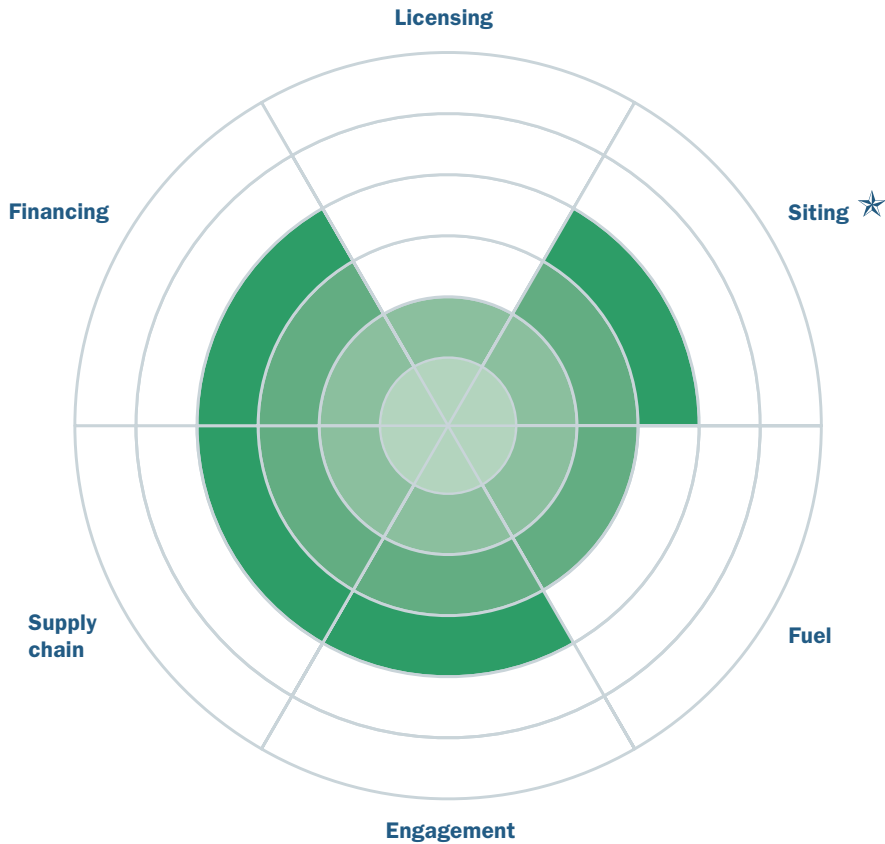 Licensing
Financing
Siting
Supply
chain
Fuel
Engagement